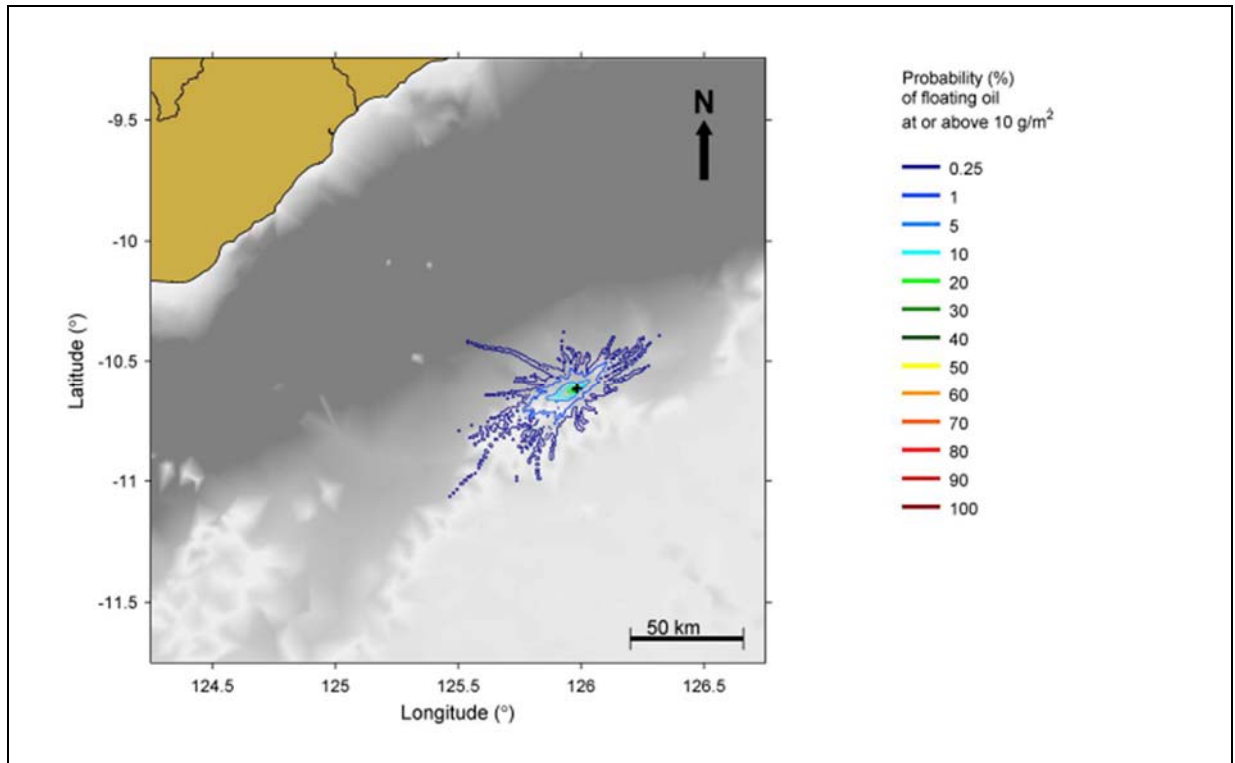 N
-9.5
-10
-10.5
-11
-11.5
Latitude (°)
50 km
124.5 125 125.5 126 126.5
Longitude (°)
Probability (%)
of floating oil
at or above 10 g/m²
0.25
1
5
10
20
30
40
50
60
70
80
90
100